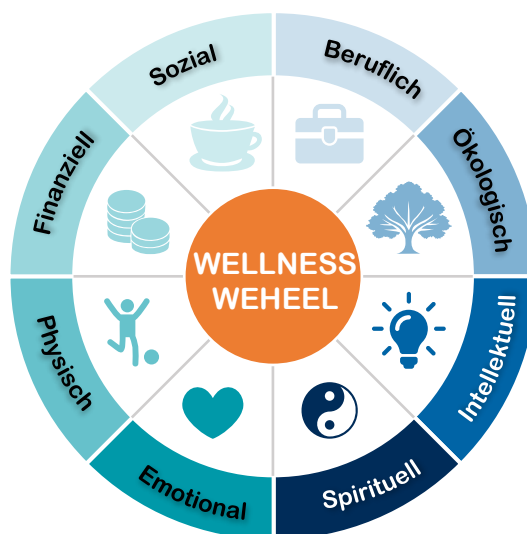 Sozial
Beruflich
Ökologisch
Intellektuell
Spirituell
Emotional
Physisch
Finanziell
WELLNESS
WEHEEL